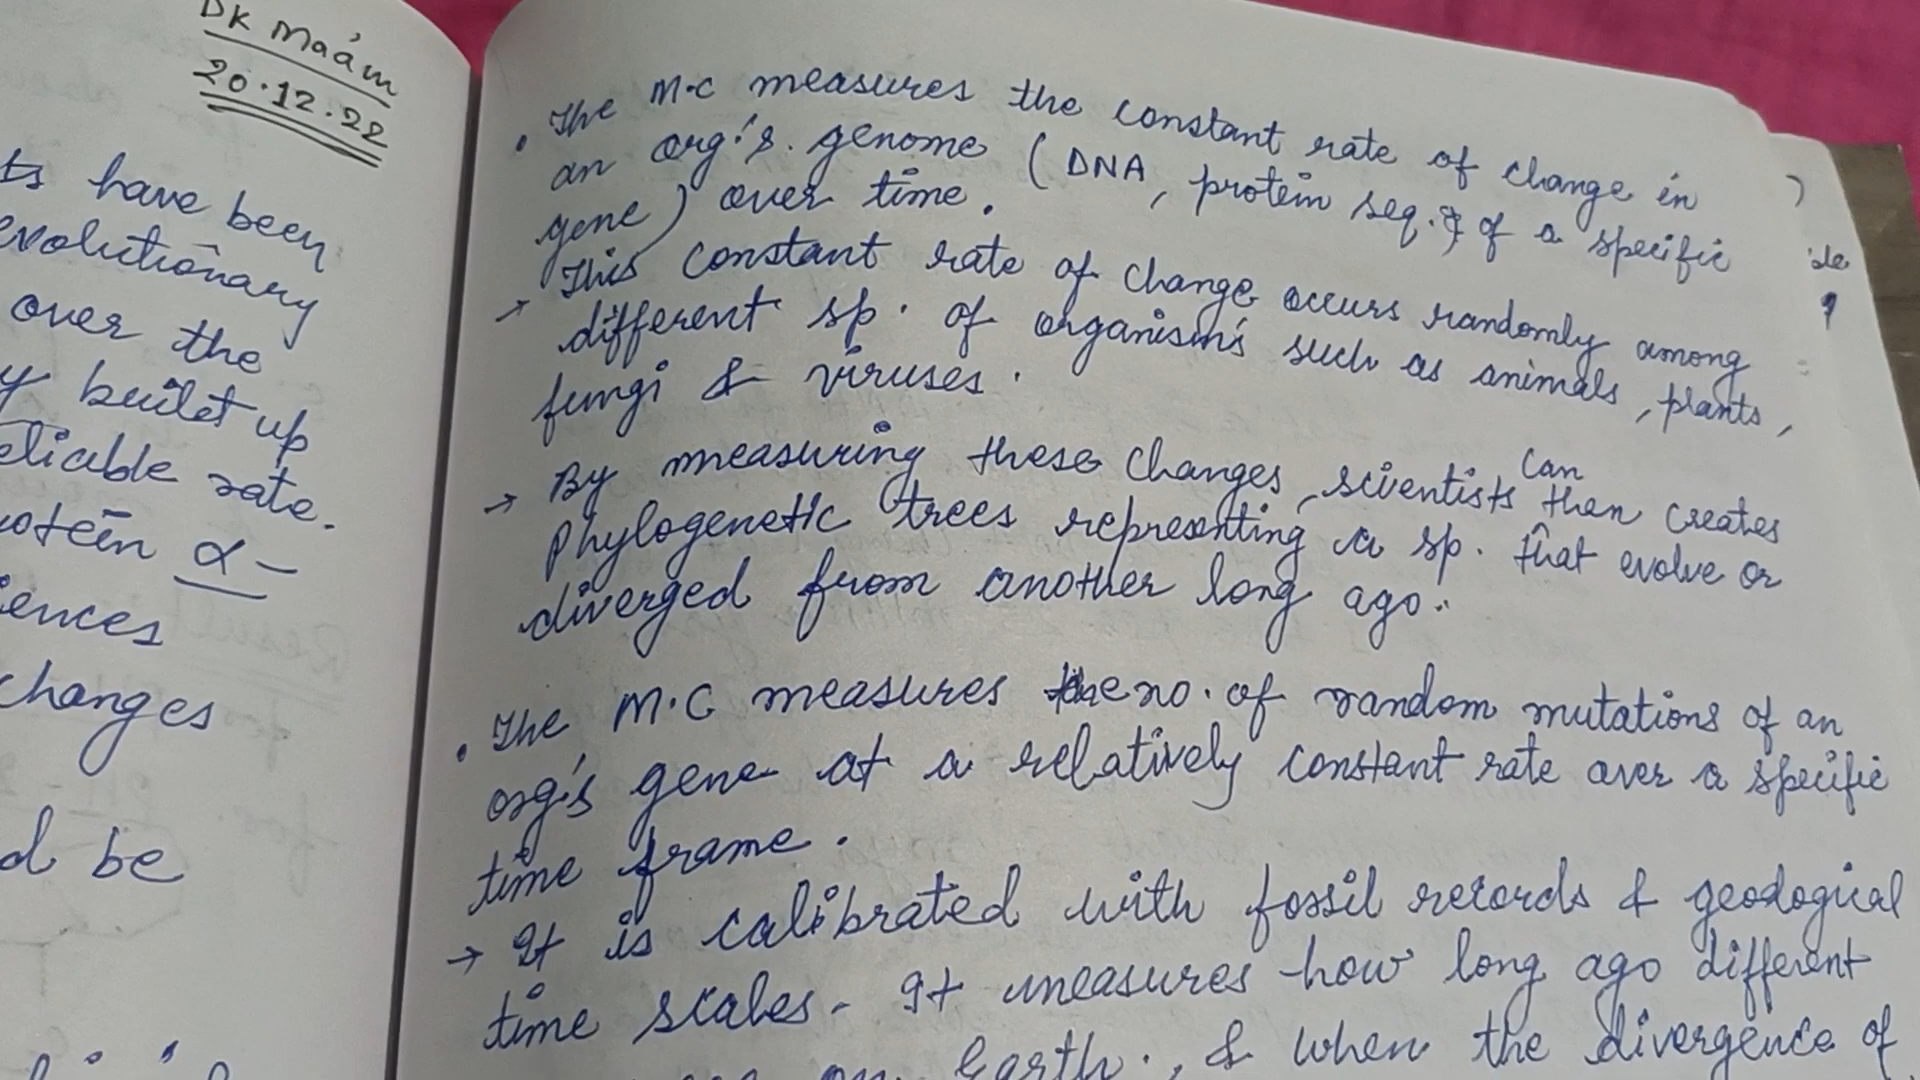 DK Maám
20.12.22
ts have been
evolutionary
over the
y built up
eliable rate.
otein α-
iences
changes
d be
• The M.C measures the constant rate of change in
an org's. genome (DNA, protein seq. of a specific
gene) over time.
→ This constant rate of change occurs randomly among
different sp. of organism's such as animals, plants,
fungi & viruses.
→ By measuring these changes, scientists can then creates
phylogenetic trees representing a sp. that evolve or
diverged from another long ago.
• The M.C measures the no. of random mutations of an
org's gene at a relatively constant rate over a specific
time frame.
→ It is calibrated with fossil records & geological
time scales. It measures how long ago different
on Earth., & when the divergence of